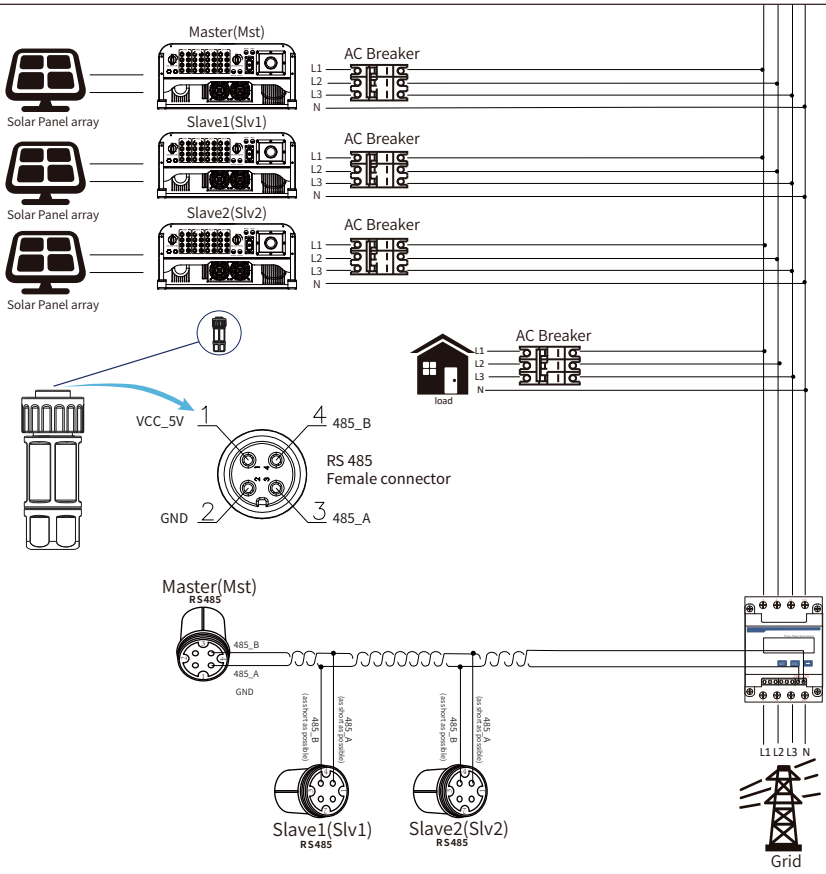 Master(Mst)
AC Breaker
L1
L2
L3
N
Solar Panel array
Slave1(Slv1)
AC Breaker
L1
L2
L3
N
Solar Panel array
Slave2(Slv2)
AC Breaker
L1
L2
L3
N
Solar Panel array
AC Breaker
L1
L2
L3
N
load
VCC_5V
1
4
485_B
1
4
2
3
RS 485
Female connector
GND
2
3
485_A
Master(Mst)
RS485
485_B
485_A
GND
485_B
(as short as possible)
485_A
(as short as possible)
485_B
(as short as possible)
485_A
(as short as possible)
Slave1(Slv1)
RS485
Slave2(Slv2)
RS485
L1 L2 L3 N
Grid